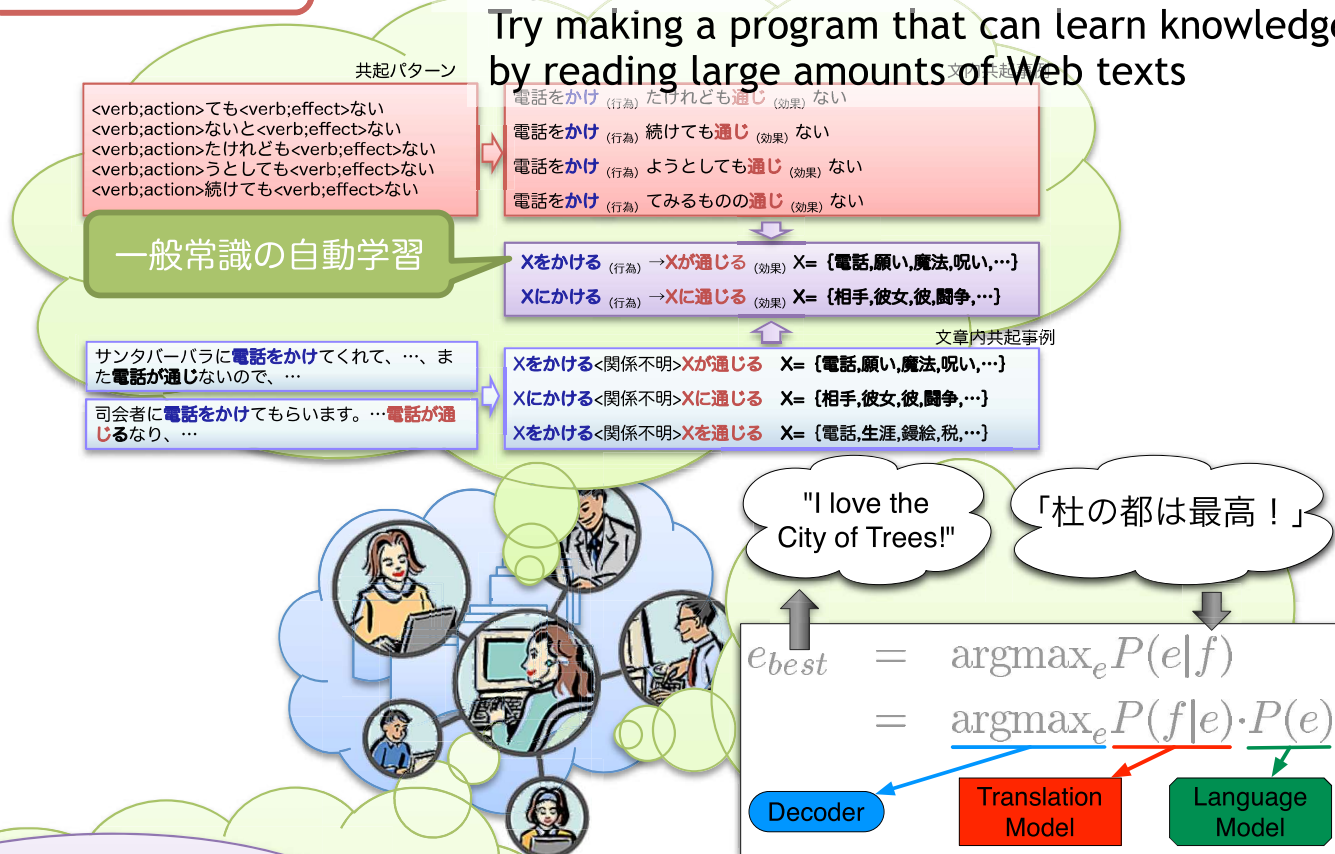 Try making a program that can learn knowledge
by reading large amounts of Web texts
共起パターン
<verb;action>ても<verb;effect>ない
<verb;action>ないと<verb;effect>ない
<verb;action>たけれども<verb;effect>ない
<verb;action>うとしても<verb;effect>ない
<verb;action>続けても<verb;effect>ない
文内共起事例
電話をかけ (行為) たけれども通じ (効果) ない
電話をかけ (行為) 続けても通じ (効果) ない
電話をかけ (行為) ようとしても通じ (効果) ない
電話をかけ (行為) てみるものの通じ (効果) ない
一般常識の自動学習
Xをかける (行為) →Xが通じる (効果) X=｛電話,願い,魔法,呪い,…｝
Xにかける (行為) →Xに通じる (効果) X=｛相手,彼女,彼,闘争,…｝
文章内共起事例
サンタバーバラに電話をかけてくれて、…、ま
た電話が通じないので、…
司会者に電話をかけてもらいます。…電話が通
じるなり、…
Xをかける<関係不明>Xが通じる X=｛電話,願い,魔法,呪い,…｝
Xにかける<関係不明>Xに通じる X=｛相手,彼女,彼,闘争,…｝
Xをかける<関係不明>Xを通じる X=｛電話,生涯,鏝絵,税,…｝
"I love the
City of Trees!"
「杜の都は最高！」
e_best = argmax_e P(e|f)
= argmax_e P(f|e)·P(e)
Decoder
Translation
Model
Language
Model